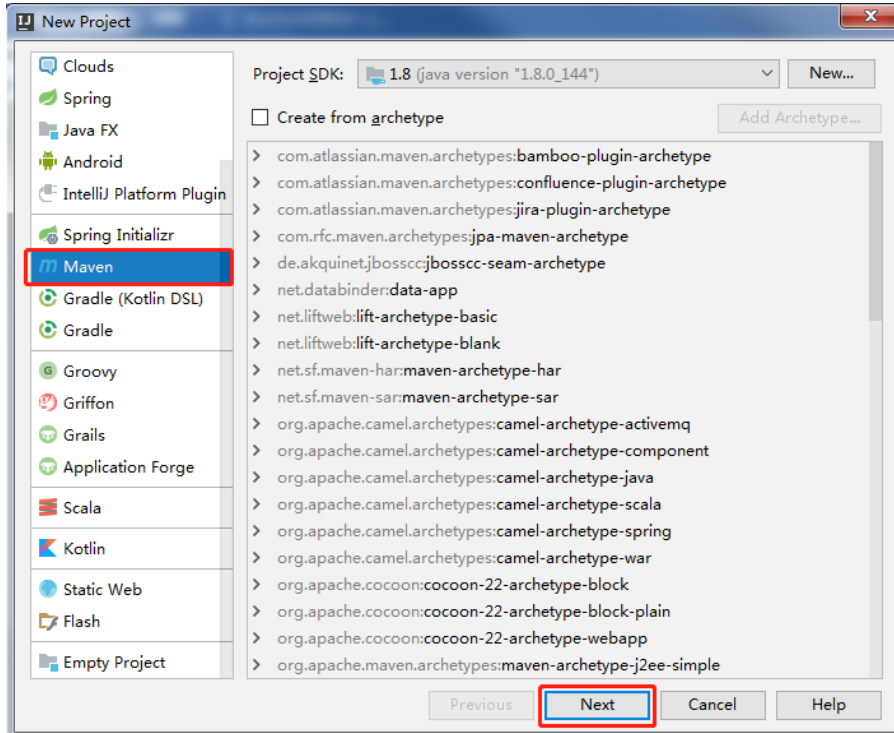 New Project
Clouds
Spring
Java FX
Android
IntelliJ Platform Plugin
Spring Initializr
Maven
Gradle (Kotlin DSL)
Gradle
Groovy
Griffon
Grails
Application Forge
Scala
Kotlin
Static Web
Flash
Empty Project
Project SDK: 1.8 (java version "1.8.0_144") New...
Create from archetype Add Archetype...
com.atlassian.maven.archetypes:bamboo-plugin-archetype
com.atlassian.maven.archetypes:confluence-plugin-archetype
com.atlassian.maven.archetypes:jira-plugin-archetype
com.rfc.maven.archetypes:jpa-maven-archetype
de.akquinet.jbosscc:jbosscc-seam-archetype
net.databinder:data-app
net.liftweb:lift-archetype-basic
net.liftweb:lift-archetype-blank
net.sf.maven-har:maven-archetype-har
net.sf.maven-sar:maven-archetype-sar
org.apache.camel.archetypes:camel-archetype-activemq
org.apache.camel.archetypes:camel-archetype-component
org.apache.camel.archetypes:camel-archetype-java
org.apache.camel.archetypes:camel-archetype-scala
org.apache.camel.archetypes:camel-archetype-spring
org.apache.camel.archetypes:camel-archetype-war
org.apache.cocoon:cocoon-22-archetype-block
org.apache.cocoon:cocoon-22-archetype-block-plain
org.apache.cocoon:cocoon-22-archetype-webapp
org.apache.maven.archetypes:maven-archetype-j2ee-simple
Previous Next Cancel Help